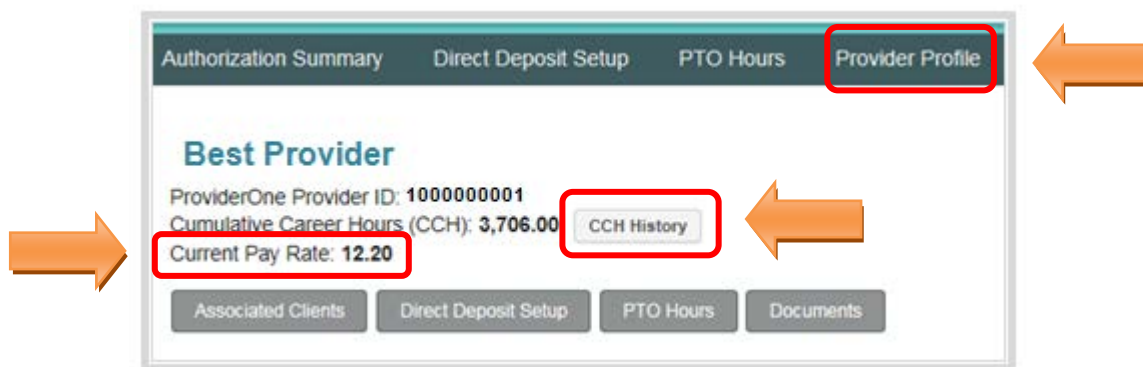 Authorization Summary Direct Deposit Setup PTO Hours Provider Profile
Best Provider
ProviderOne Provider ID: 1000000001
Cumulative Career Hours (CCH): 3,706.00 CCH History
Current Pay Rate: 12.20
Associated Clients Direct Deposit Setup PTO Hours Documents